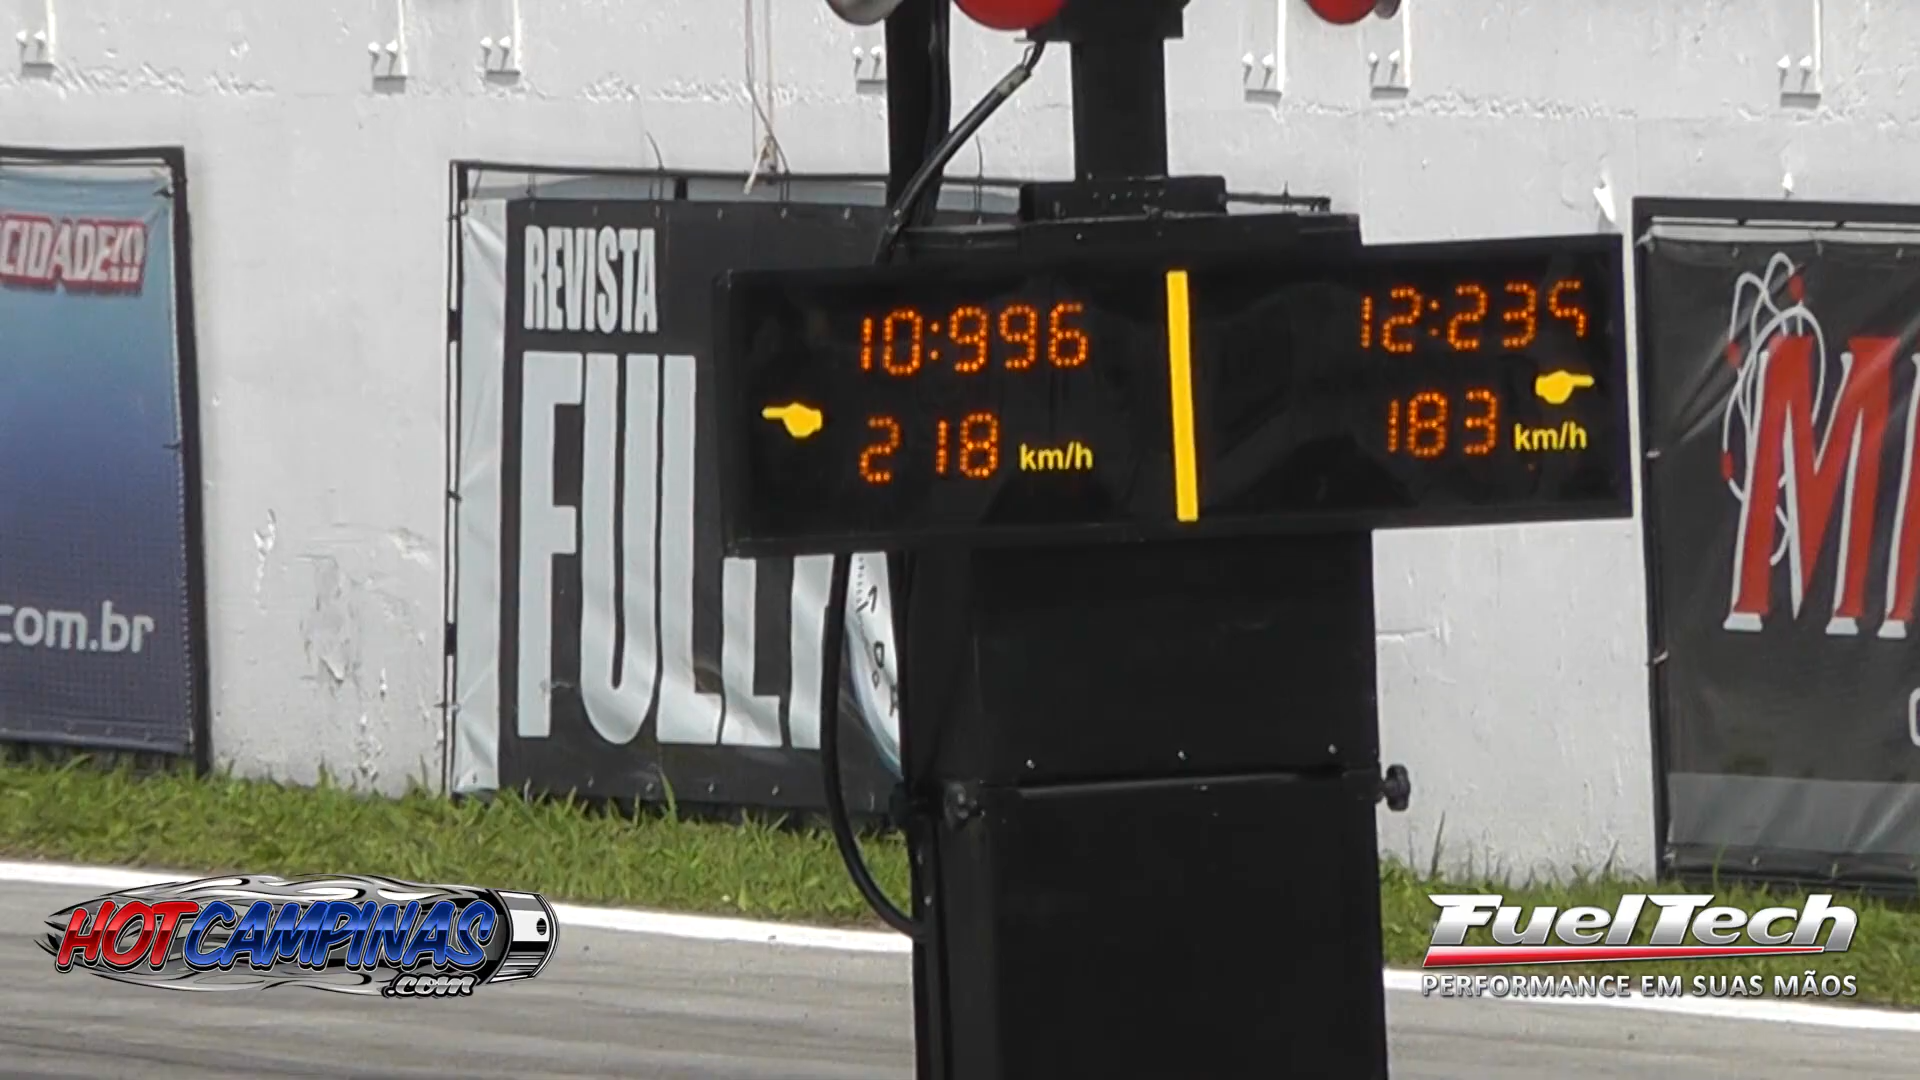 CIDADE!!!
com.br
REVISTA
FULL
10:996
218 km/h
12:235
183 km/h
HOTCAMPINAS
.com
FuelTech
PERFORMANCE EM SUAS MÃOS